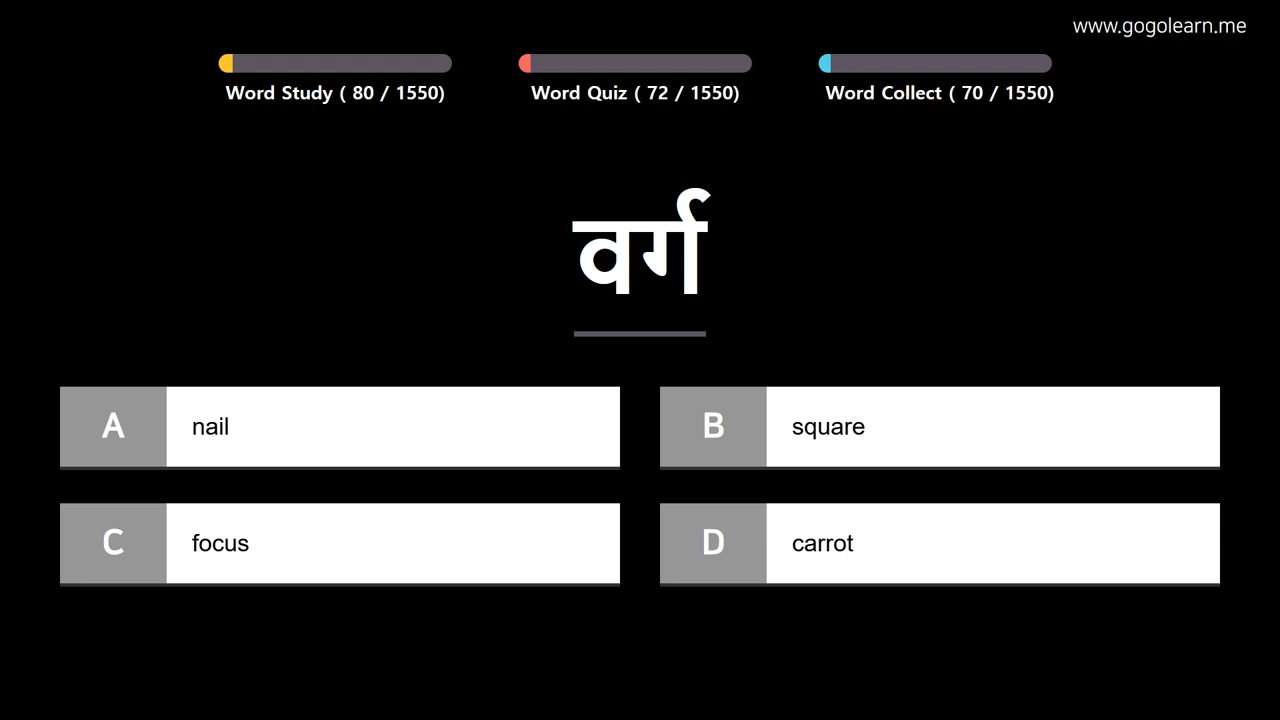 www.gogolearn.me
Word Study ( 80 / 1550)
Word Quiz ( 72 / 1550)
Word Collect ( 70 / 1550)
वर्ग
A nail
B square
C focus
D carrot